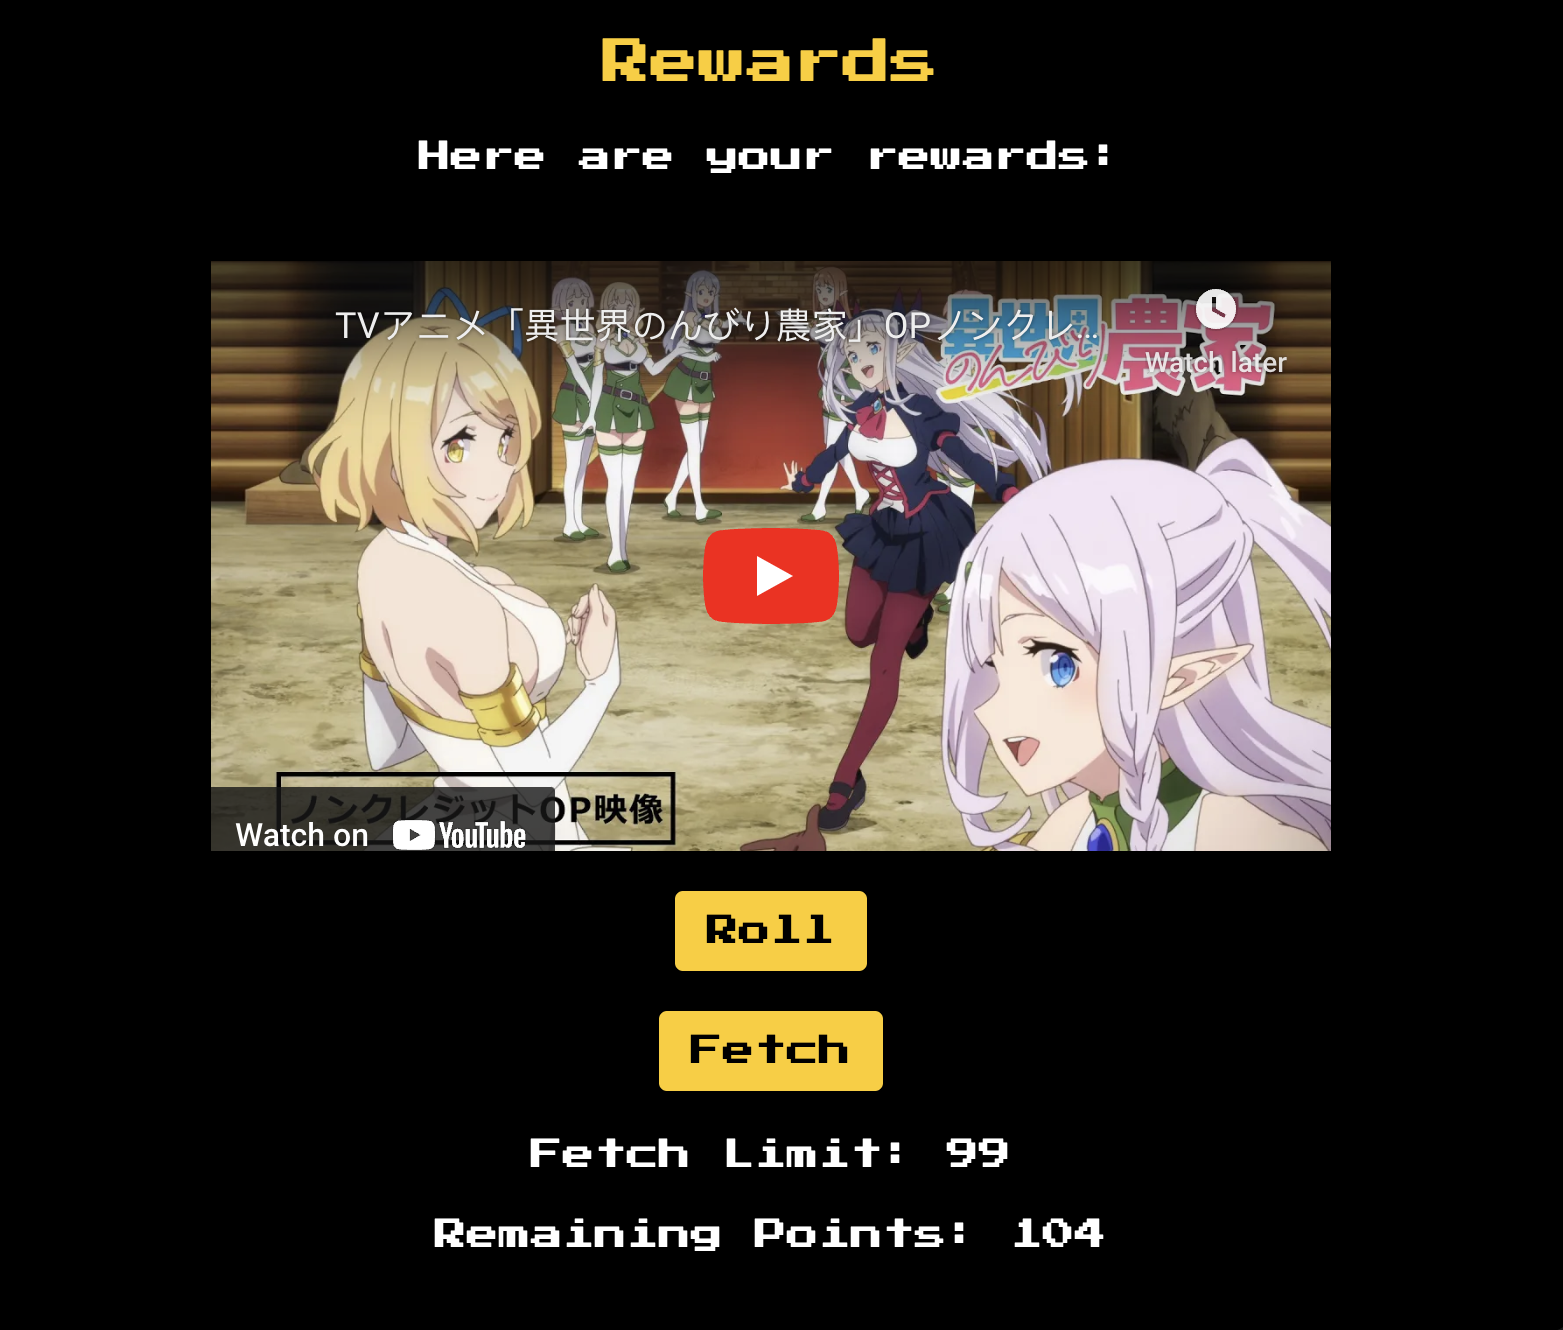 Rewards
Here are your rewards:
TVアニメ「異世界のんびり農家」OPノンクレ...
異世界
のんびり農家
Watch later
ノンクレジットOP映像
Watch on YouTube
Roll
Fetch
Fetch Limit: 99
Remaining Points: 104